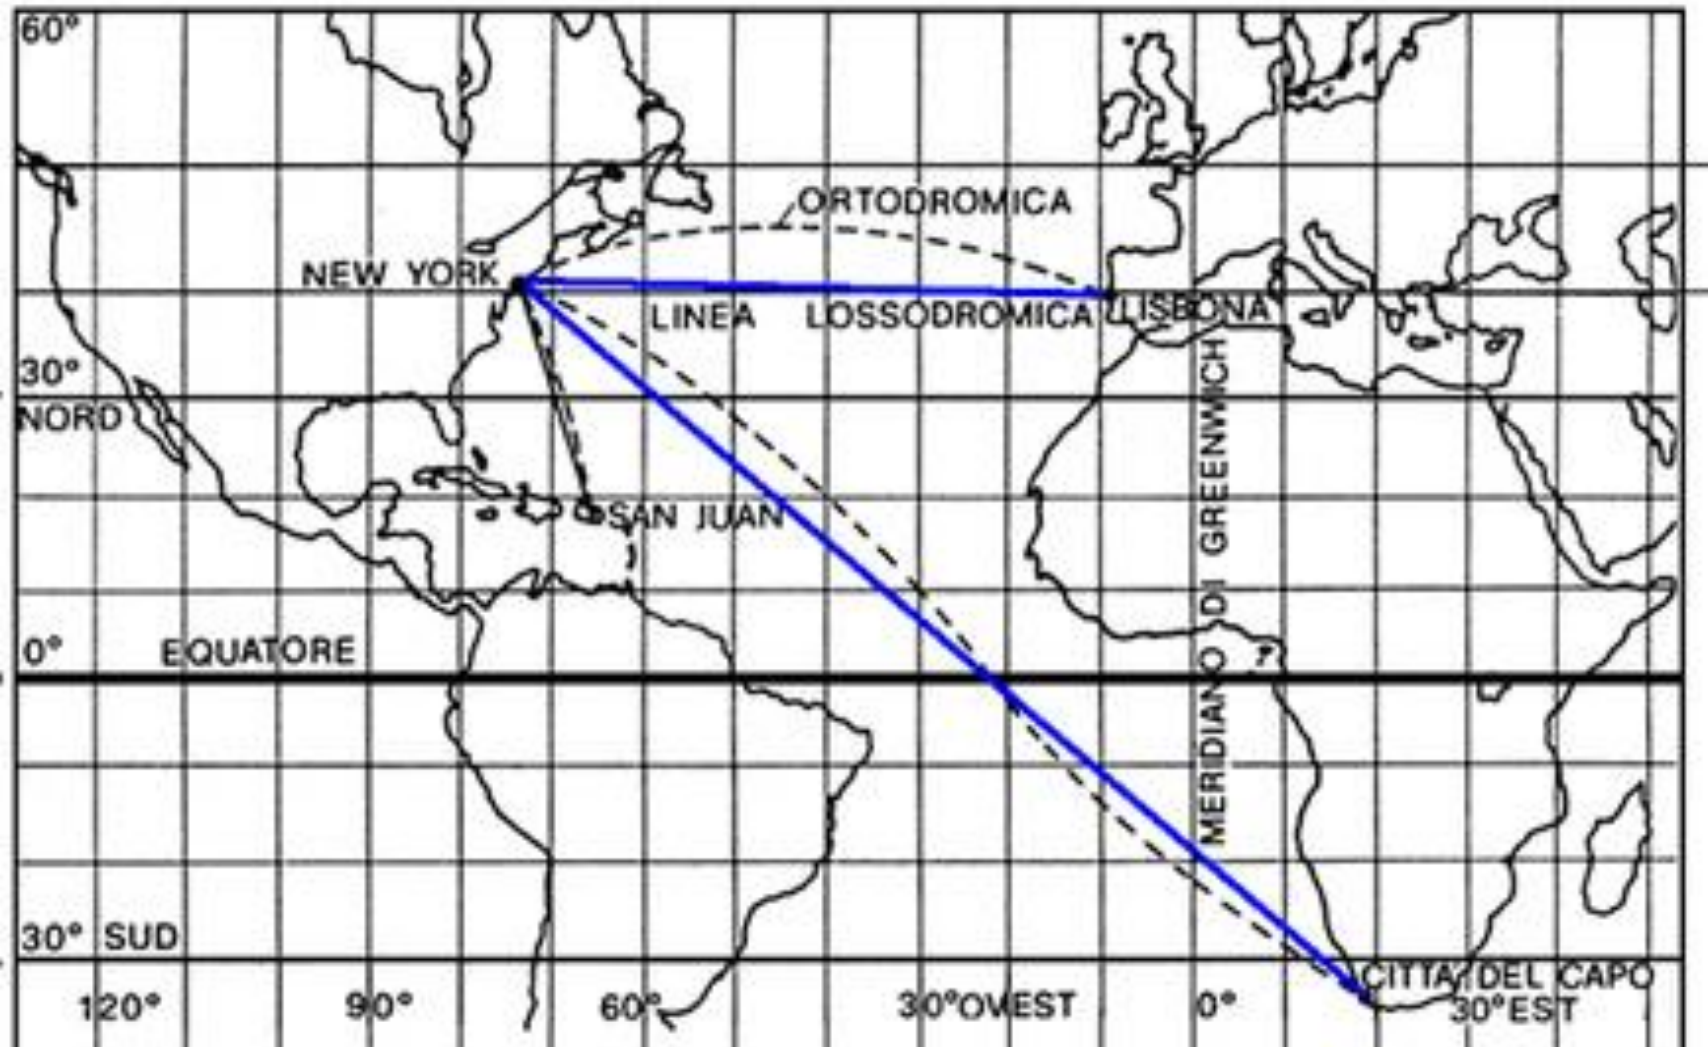 60°
ORTODROMICA
NEW YORK
LINEA LOSSODROMICA
LISBONA
30°
NORD
MERIDIANO DI GREENWICH
SAN JUAN
0°
EQUATORE
30° SUD
CITTA' DEL CAPO
120° 90° 60° 30° OVEST 0° 30° EST